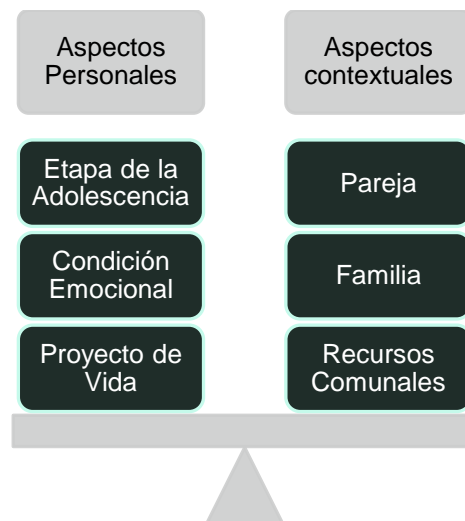 Aspectos
Personales
Etapa de la
Adolescencia
Condición
Emocional
Proyecto de
Vida
Aspectos
contextuales
Pareja
Familia
Recursos
Comunales